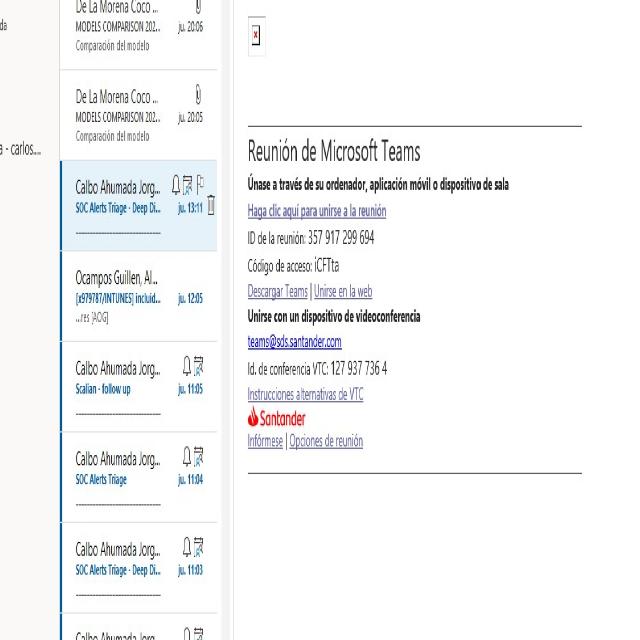 da
a - carlos....
De La Morena Coco ...
MODELS COMPARISON 202... ju. 20:06
Comparación del modelo
De La Morena Coco ...
MODELS COMPARISON 202... ju. 20:05
Comparación del modelo
Calbo Ahumada Jorg...
SOC Alerts Triage - Deep Di... ju. 13:11
Ocampos Guillen, Al...
[x979787/INTUNES] includ... ju. 12:05
...res [AOG]
Calbo Ahumada Jorg...
Scalian - follow up ju. 11:05
Calbo Ahumada Jorg...
SOC Alerts Triage ju. 11:04
Calbo Ahumada Jorg...
SOC Alerts Triage - Deep Di... ju. 11:03
Calbo Ahumada Jorg...
Reunión de Microsoft Teams
Únase a través de su ordenador, aplicación móvil o dispositivo de sala
Haga clic aquí para unirse a la reunión
ID de la reunión: 357 917 299 694
Código de acceso: iCFTta
Descargar Teams | Unirse en la web
Unirse con un dispositivo de videoconferencia
teams@sds.santander.com
Id. de conferencia VTC: 127 937 736 4
Instrucciones alternativas de VTC
Santander
Infórmese | Opciones de reunión